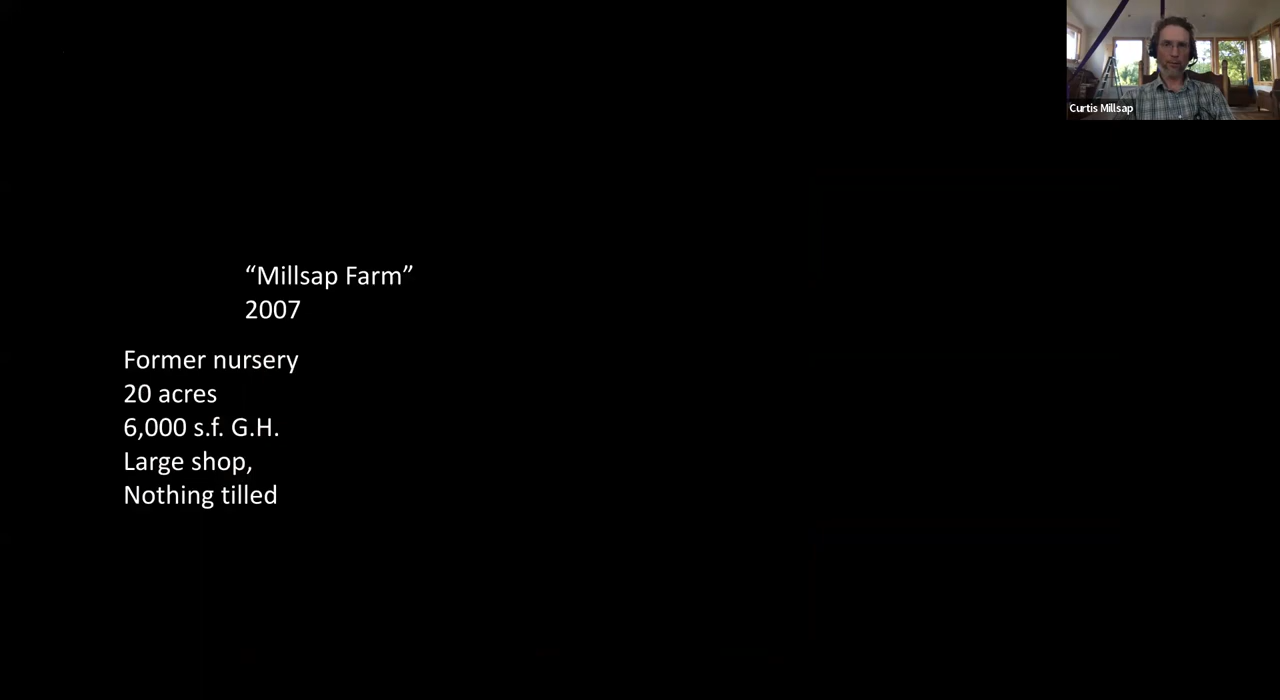 Curtis Millsap
“Millsap Farm”
2007
Former nursery
20 acres
6,000 s.f. G.H.
Large shop,
Nothing tilled